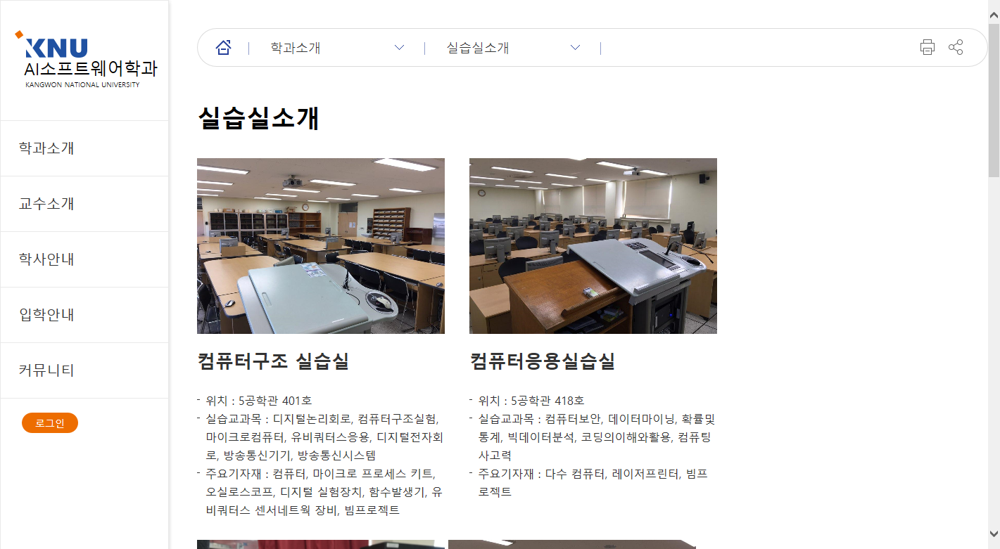 KNU
AI소프트웨어학과
KANGWON NATIONAL UNIVERSITY
학과소개
교수소개
학사안내
입학안내
커뮤니티
로그인
학과소개
실습실소개
실습실소개
컴퓨터구조 실습실
- 위치 : 5공학관 401호
- 실습교과목 : 디지털논리회로, 컴퓨터구조실험,
마이크로컴퓨터, 유비쿼터스응용, 디지털전자회
로, 방송통신기기, 방송통신시스템
- 주요기자재 : 컴퓨터, 마이크로 프로세스 키트,
오실로스코프, 디지털 실험장치, 함수발생기, 유
비쿼터스 센서네트웍 장비, 빔프로젝트
컴퓨터응용실습실
- 위치 : 5공학관 418호
- 실습교과목 : 컴퓨터보안, 데이터마이닝, 확률및
통계, 빅데이터분석, 코딩의이해와활용, 컴퓨팅
사고력
- 주요기자재 : 다수 컴퓨터, 레이저프린터, 빔프
로젝트